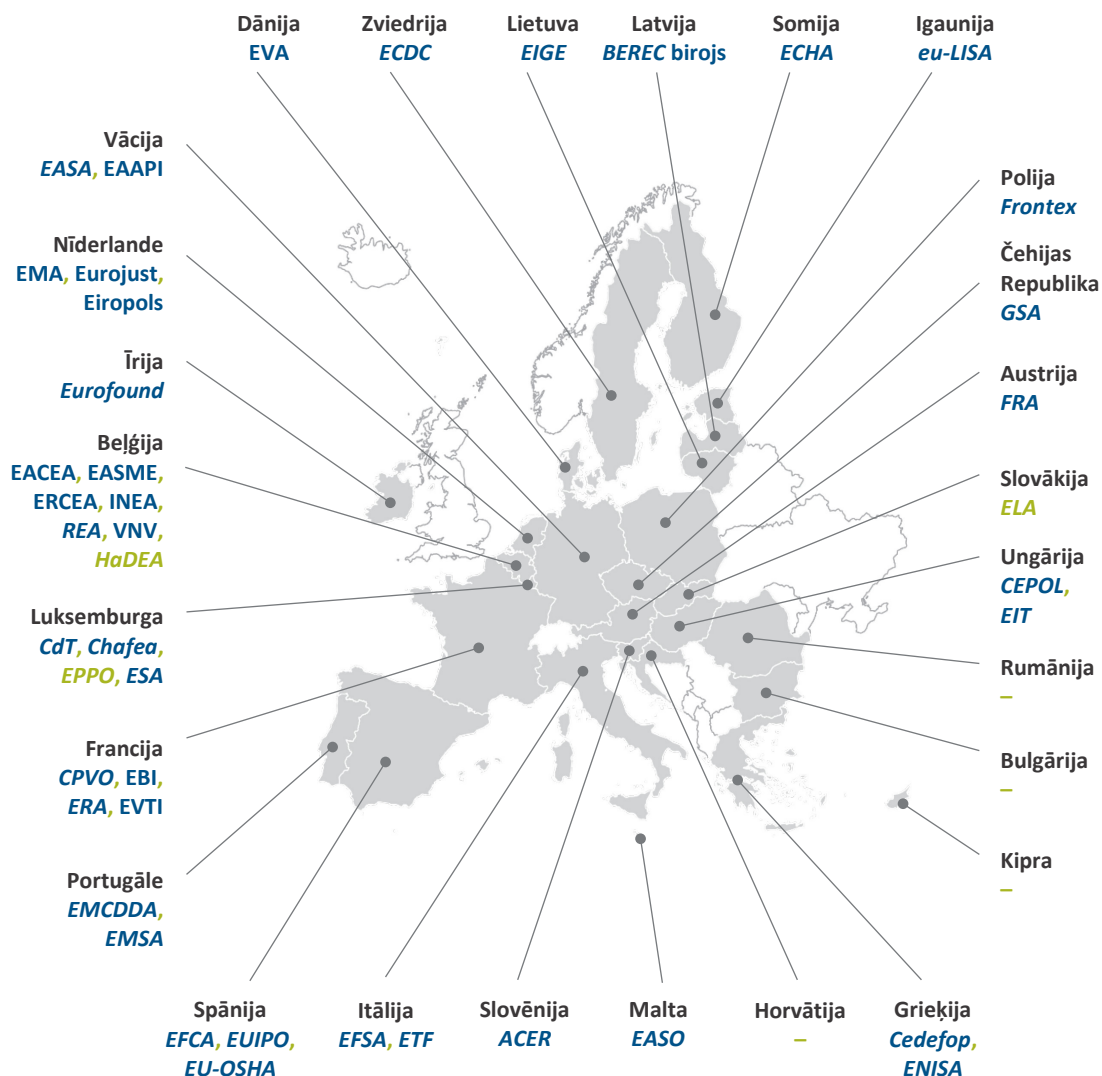 Dānija
EVA
Zviedrija
ECDC
Lietuva
EIGE
Latvija
BEREC birojs
Somija
ECHA
Igaunija
eu-LISA
Vācija
EASA, EAAPI
Nīderlande
EMA, Eurojust,
Eiropols
Īrija
Eurofound
Beļģija
EACEA, EASME,
ERCEA, INEA,
REA, VNV,
HaDEA
Luksemburga
CdT, Chafea,
EPPO, ESA
Francija
CPVO, EBI,
ERA, EVTI
Portugāle
EMCDDA,
EMSA
Polija
Frontex
Čehijas
Republika
GSA
Austrija
FRA
Slovākija
ELA
Ungārija
CEPOL,
EIT
Rumānija
–
Bulgārija
–
Kipra
–
Spānija
EFCA, EUIPO,
EU-OSHA
Itālija
EFSA, ETF
Slovēnija
ACER
Malta
EASO
Horvātija
–
Grieķija
Cedefop,
ENISA